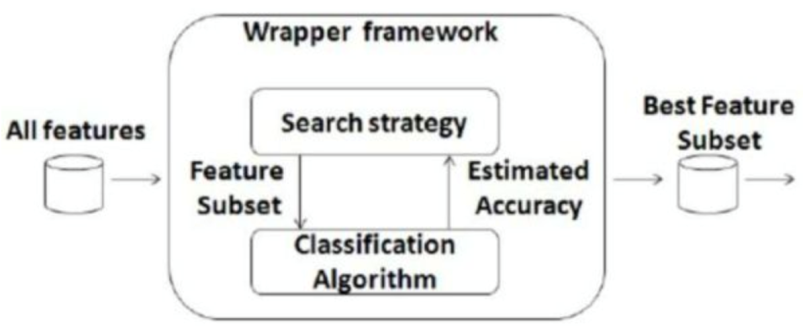 Wrapper framework
All features
Search strategy
Feature
Subset
Estimated
Accuracy
Classification
Algorithm
Best Feature
Subset